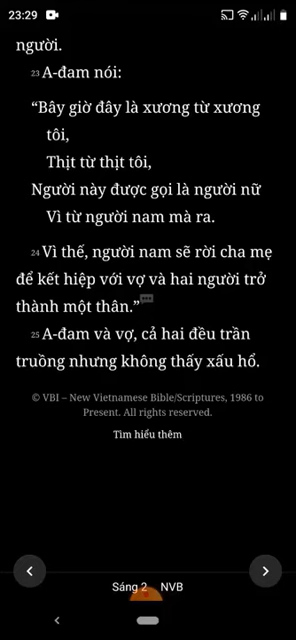 23:29
người.
23 A-đam nói:
“Bây giờ đây là xương từ xương
tôi,
Thịt từ thịt tôi,
Người này được gọi là người nữ
Vì từ người nam mà ra.
24 Vì thế, người nam sẽ rời cha mẹ
để kết hiệp với vợ và hai người trở
thành một thân.”
25 A-đam và vợ, cả hai đều trần
truồng nhưng không thấy xấu hổ.
© VBI – New Vietnamese Bible/Scriptures, 1986 to
Present. All rights reserved.
Tìm hiểu thêm
Sáng 2 NVB